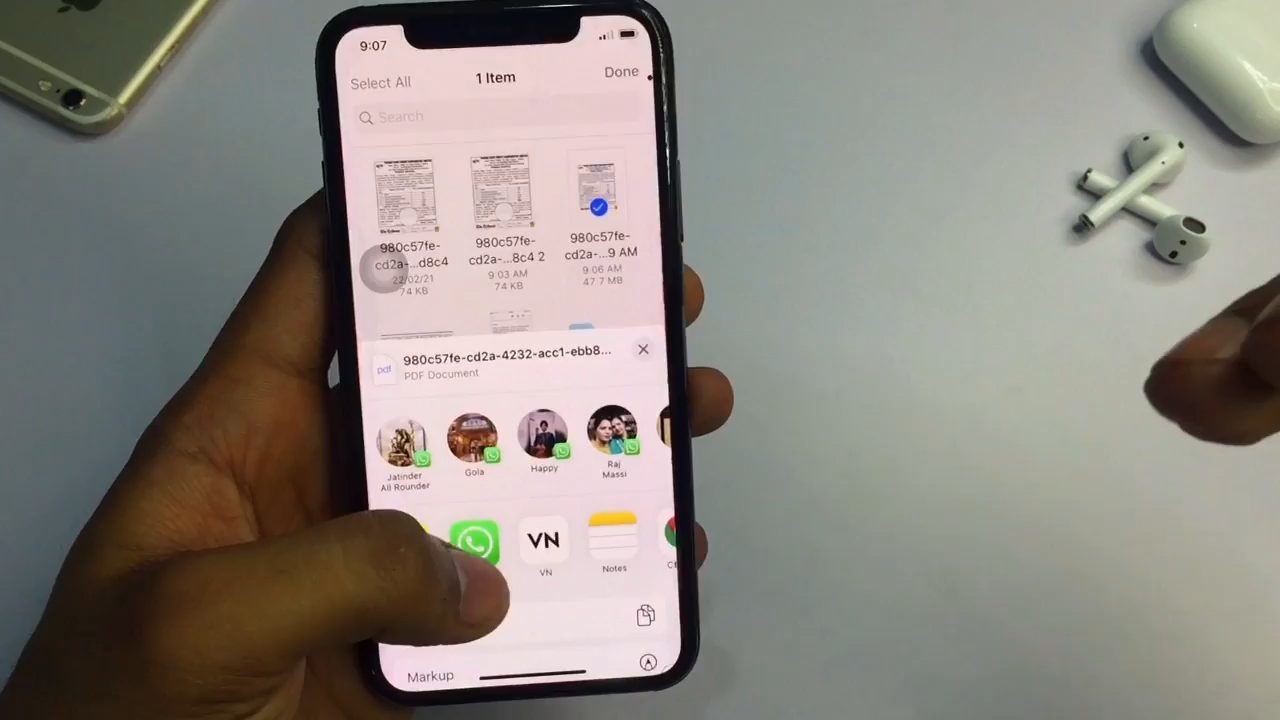 9:07
Select All
1 Item
Done
Search
980c57fe-
cd2a-...d8c4
22/02/21
74 KB
980c57fe-
cd2a-...8c4 2
9:03 AM
74 KB
980c57fe-
cd2a-...9 AM
9:06 AM
47.7 MB
pdf
980c57fe-cd2a-4232-acc1-ebb8...
PDF Document
Jatinder
All Rounder
Gola
Happy
Raj
Massi
VN
VN
Notes
Markup